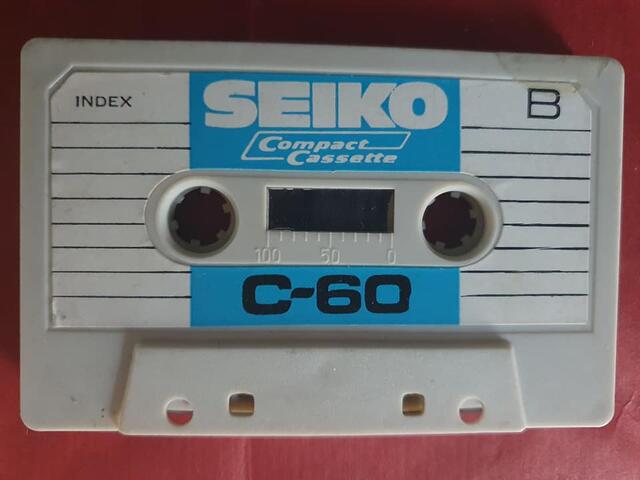 INDEX
SEIKO
B
Compact
Cassette
100 50 0
C-60